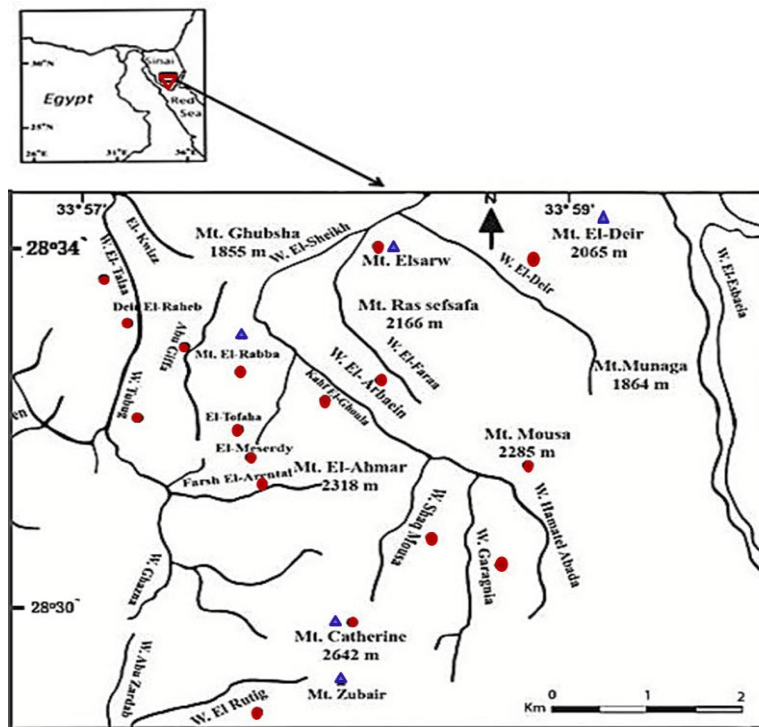 30°N
Sinai
Egypt
Red
Sea
25°N
26°E
31°E
36°E
33°57`
N
33°59`
28°34`
El-Kwizz
Mt. Ghubsha
1855 m
W. El-Sheikh
Mt. El-Deir
2065 m
W. El-Talaa
Mt. Elsarw
W. El-Deir
W. El-Esbaeia
Deir El-Raheb
Abu Giffa
Mt. Ras sefsafa
2166 m
Mt. El-Rabba
W. El-Faraa
Mt.Munaga
1864 m
W. Tubug
W. El- Arbaein
Kahf El-Ghoula
en
El-Tofaha
El-Meserdy
Mt. Mousa
2285 m
Farsh El-Arental
Mt. El-Ahmar
2318 m
W. Shaq Mousa
W. Garagnia
W. Hamatel Abada
W. Ghazna
28°30`
Mt. Catherine
2642 m
W. Abu Zardab
Mt. Zubair
W. El Rutig
Km
0
1
2